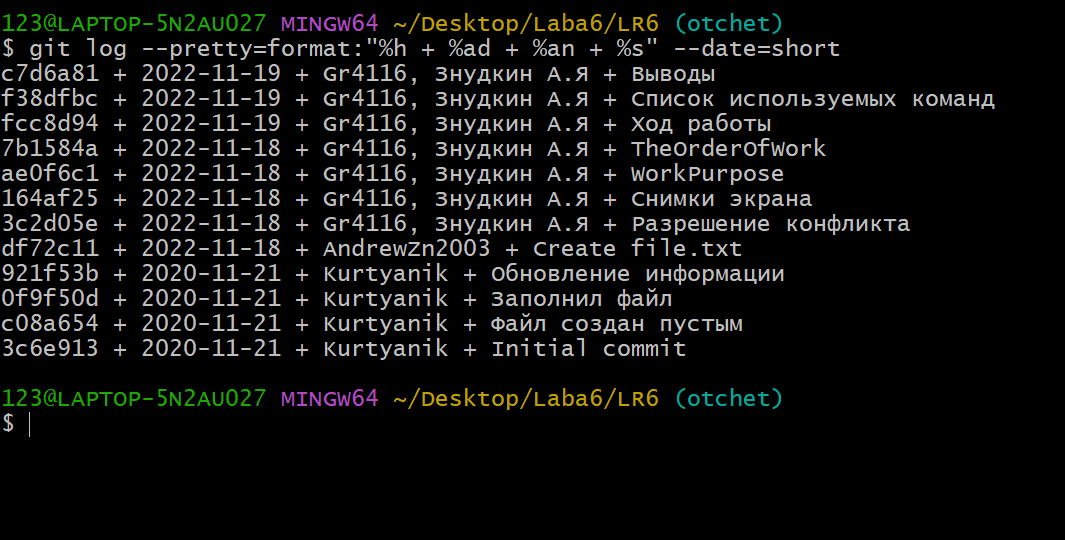 123@LAPTOP-5N2AU027 MINGW64 ~/Desktop/Laba6/LR6 (otchet)
$ git log --pretty=format:"%h + %ad + %an + %s" --date=short
c7d6a81 + 2022-11-19 + Gr4116, Знудкин А.Я + Выводы
f38dfbc + 2022-11-19 + Gr4116, Знудкин А.Я + Список используемых команд
fcc8d94 + 2022-11-19 + Gr4116, Знудкин А.Я + Ход работы
7b1584a + 2022-11-18 + Gr4116, Знудкин А.Я + TheOrderOfWork
ae0f6c1 + 2022-11-18 + Gr4116, Знудкин А.Я + WorkPurpose
164af25 + 2022-11-18 + Gr4116, Знудкин А.Я + Снимки экрана
3c2d05e + 2022-11-18 + Gr4116, Знудкин А.Я + Разрешение конфликта
df72c11 + 2022-11-18 + AndrewZn2003 + Create file.txt
921f53b + 2020-11-21 + Kurtyanik + Обновление информации
0f9f50d + 2020-11-21 + Kurtyanik + Заполнил файл
c08a654 + 2020-11-21 + Kurtyanik + Файл создан пустым
3c6e913 + 2020-11-21 + Kurtyanik + Initial commit
123@LAPTOP-5N2AU027 MINGW64 ~/Desktop/Laba6/LR6 (otchet)
$